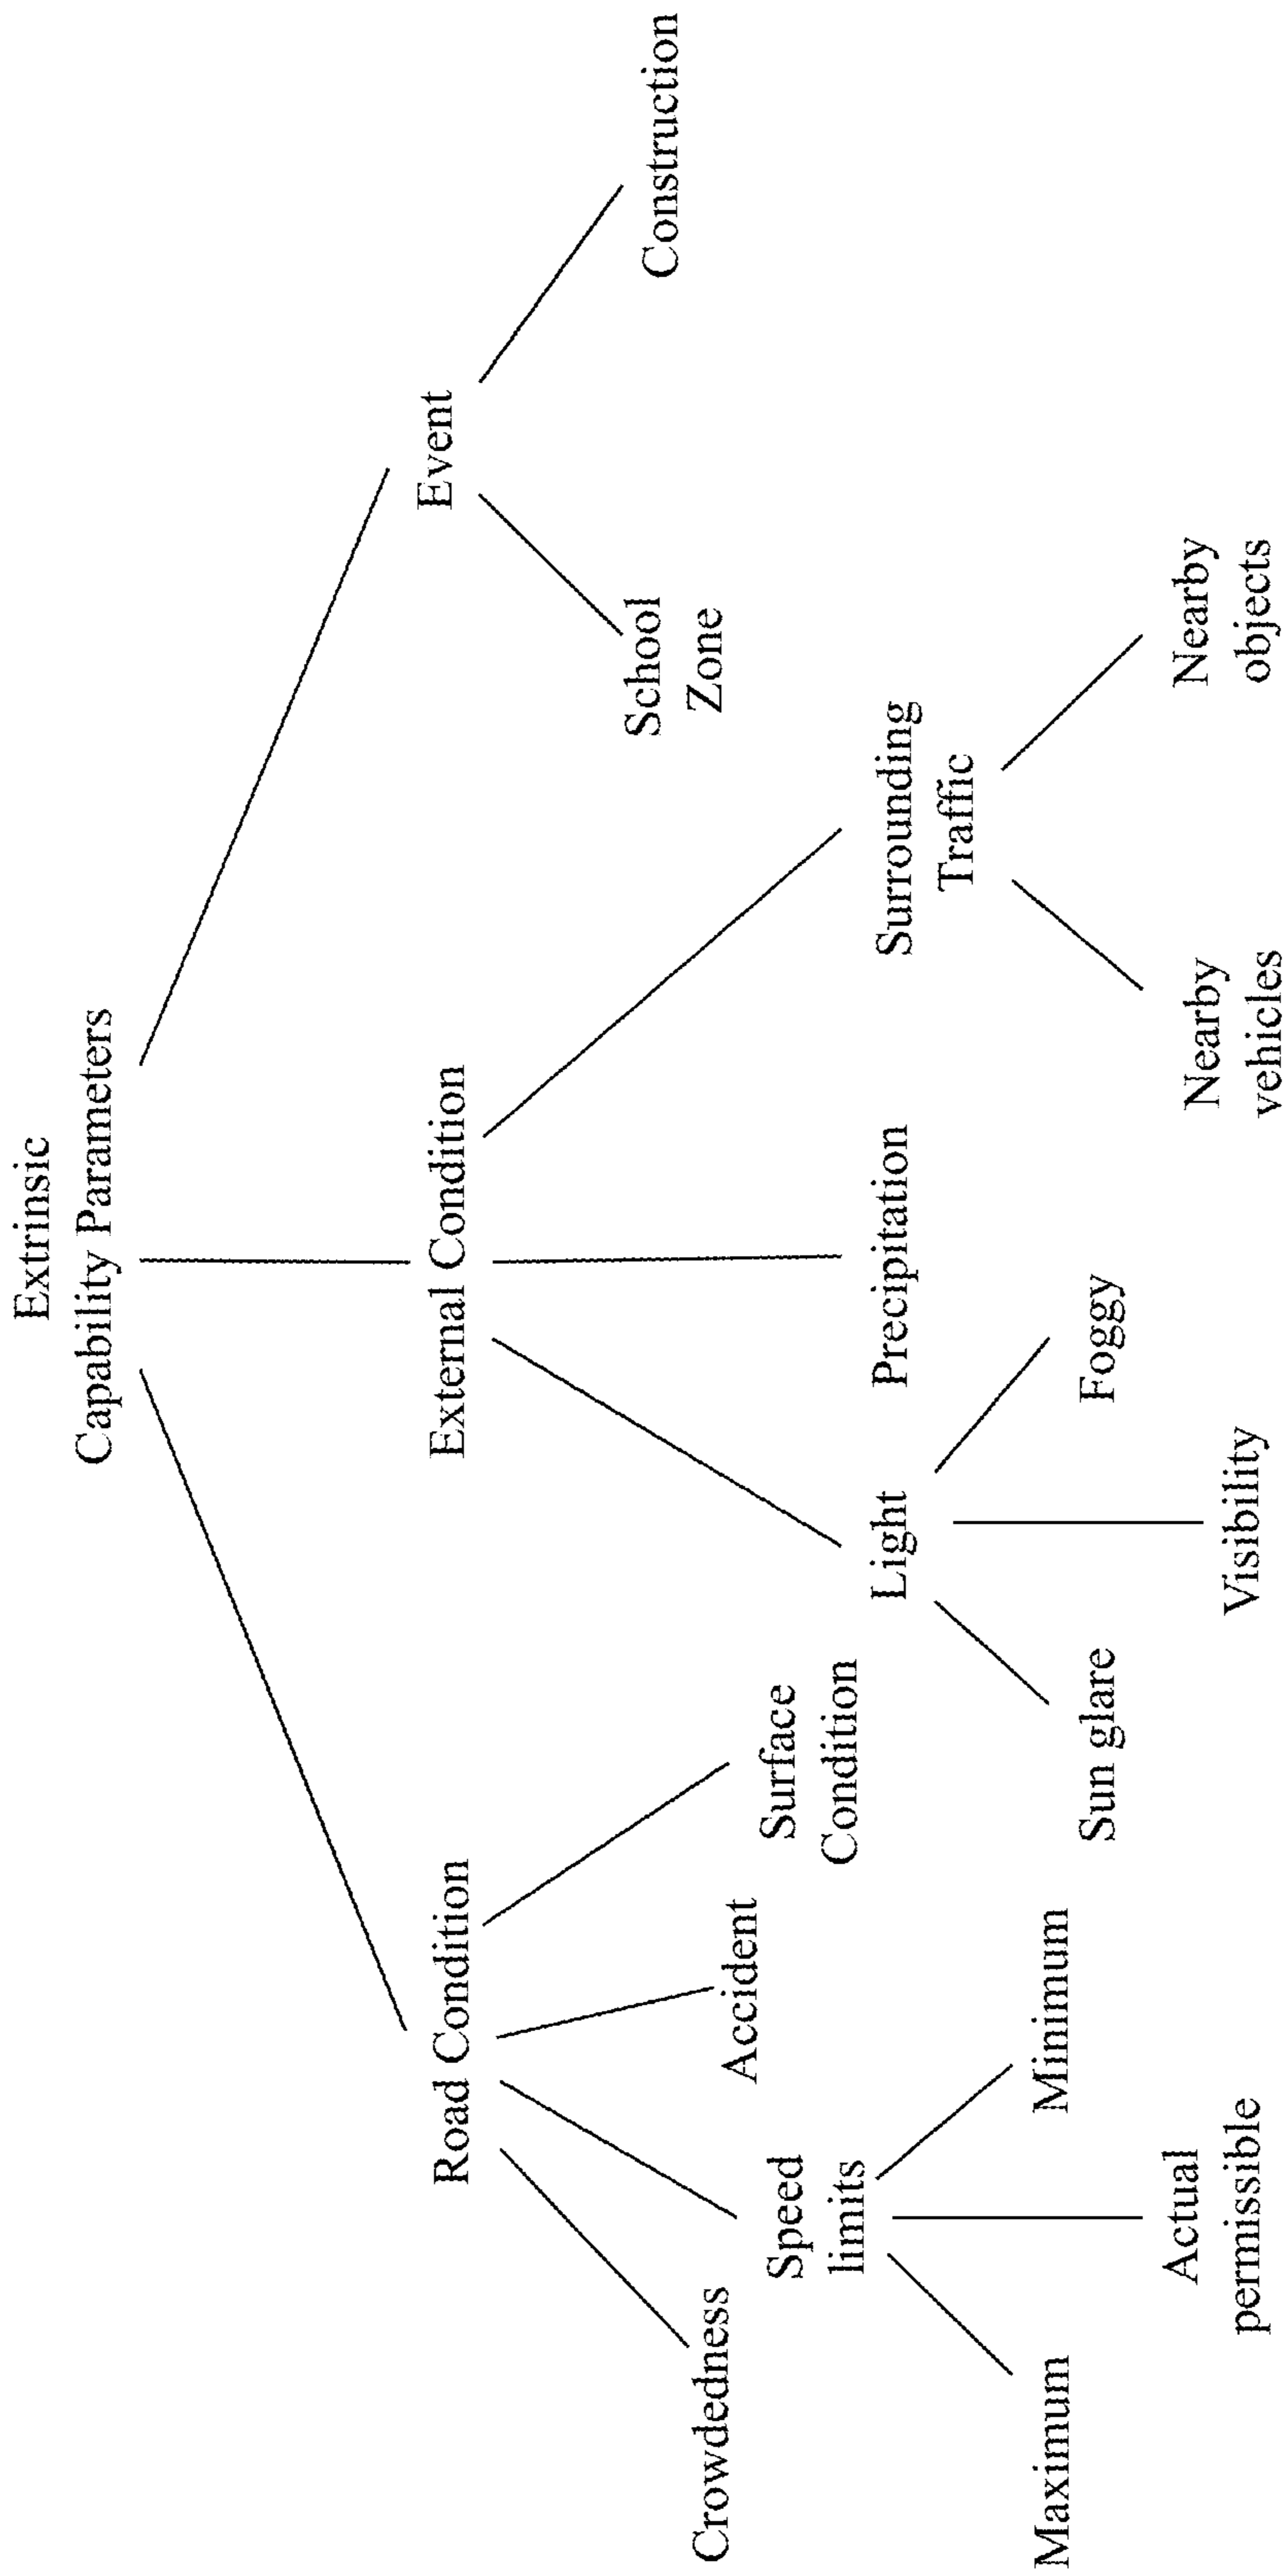 Extrinsic
Capability Parameters
Road Condition
External Condition
Event
Crowdedness
Speed
limits
Accident
Surface
Condition
Light
Precipitation
Surrounding
Traffic
School
Zone
Construction
Maximum
Actual
permissible
Minimum
Sun glare
Visibility
Foggy
Nearby
vehicles
Nearby
objects